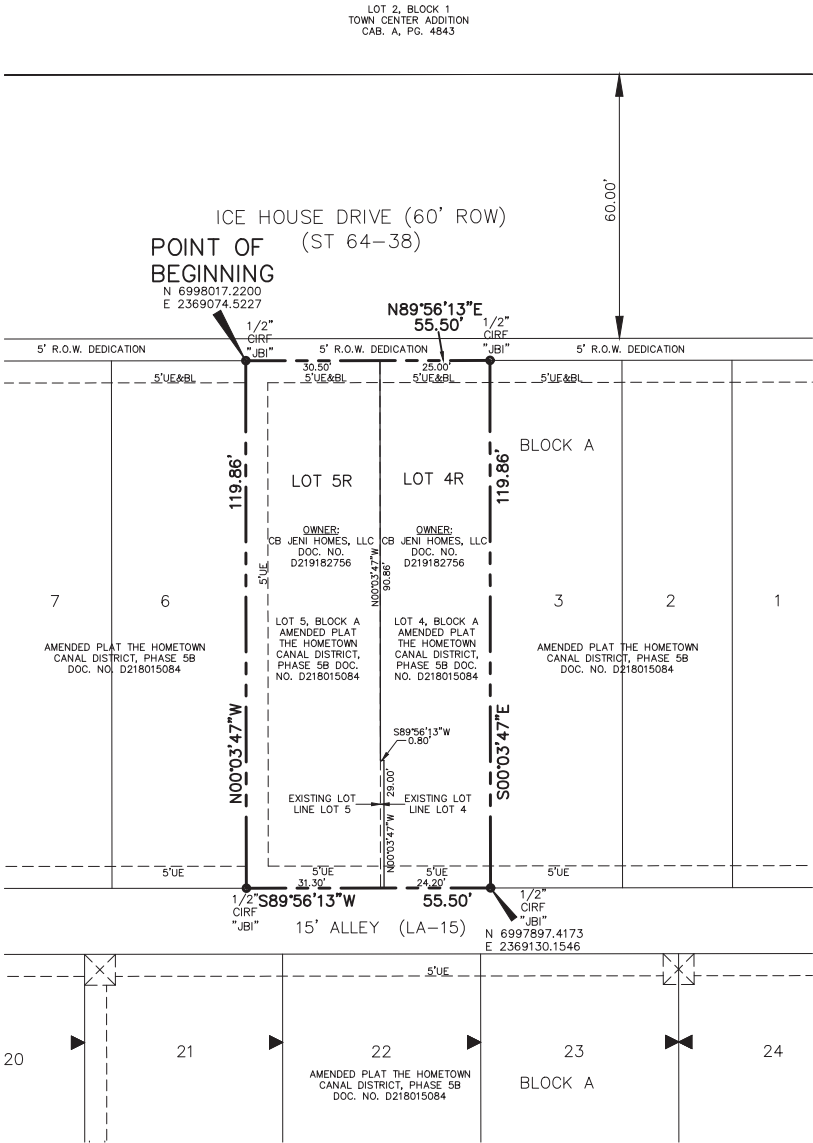 LOT 2, BLOCK 1
TOWN CENTER ADDITION
CAB. A, PG. 4843
60.00'
ICE HOUSE DRIVE (60' ROW)
(ST 64-38)
POINT OF
BEGINNING
N 6998017.2200
E 2369074.5227
N89°56'13"E
55.50'
1/2"
CIRF
"JBI"
1/2"
CIRF
"JBI"
5' R.O.W. DEDICATION
5' R.O.W. DEDICATION
5' R.O.W. DEDICATION
30.50'
25.00'
5'UE&BL
5'UE&BL
5'UE&BL
5'UE&BL
BLOCK A
119.86'
119.86'
LOT 5R
LOT 4R
OWNER:
CB JENI HOMES, LLC
DOC. NO.
D219182756
OWNER:
CB JENI HOMES, LLC
DOC. NO.
D219182756
5'UE
N00°03'47"W
90.86'
7
6
3
2
1
LOT 5, BLOCK A
AMENDED PLAT
THE HOMETOWN
CANAL DISTRICT,
PHASE 5B DOC.
NO. D218015084
LOT 4, BLOCK A
AMENDED PLAT
THE HOMETOWN
CANAL DISTRICT,
PHASE 5B DOC.
NO. D218015084
AMENDED PLAT THE HOMETOWN
CANAL DISTRICT, PHASE 5B
DOC. NO. D218015084
AMENDED PLAT THE HOMETOWN
CANAL DISTRICT, PHASE 5B
DOC. NO. D218015084
N00°03'47"W
S00°03'47"E
S89°56'13"W
0.80'
29.00'
N00°03'47"W
EXISTING LOT
LINE LOT 5
EXISTING LOT
LINE LOT 4
5'UE
5'UE
5'UE
5'UE
31.30'
24.20'
1/2"
CIRF
"JBI"
S89°56'13"W
55.50'
1/2"
CIRF
"JBI"
15' ALLEY (LA-15)
N 6997897.4173
E 2369130.1546
5'UE
20
21
22
23
24
AMENDED PLAT THE HOMETOWN
CANAL DISTRICT, PHASE 5B
DOC. NO. D218015084
BLOCK A